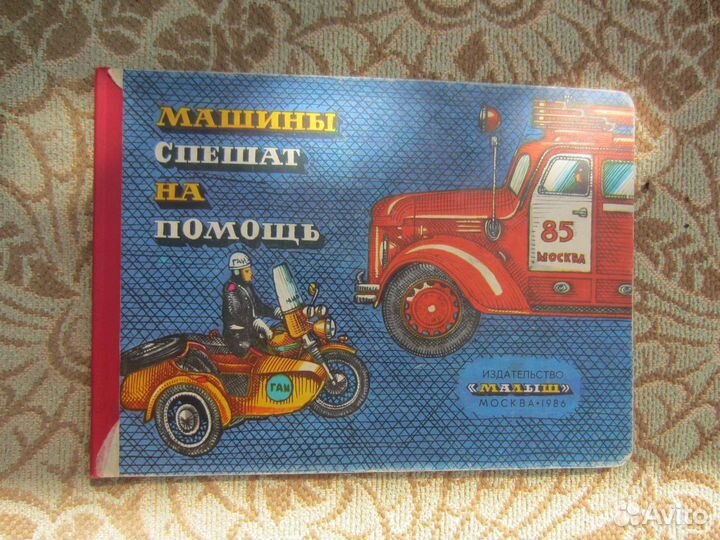 МАШИНЫ
СПЕШАТ
НА
ПОМОЩЬ
ГАИ
ГАИ
85
МОСКВА
ИЗДАТЕЛЬСТВО
«МАЛЫШ»
МОСКВА•1986
Avito